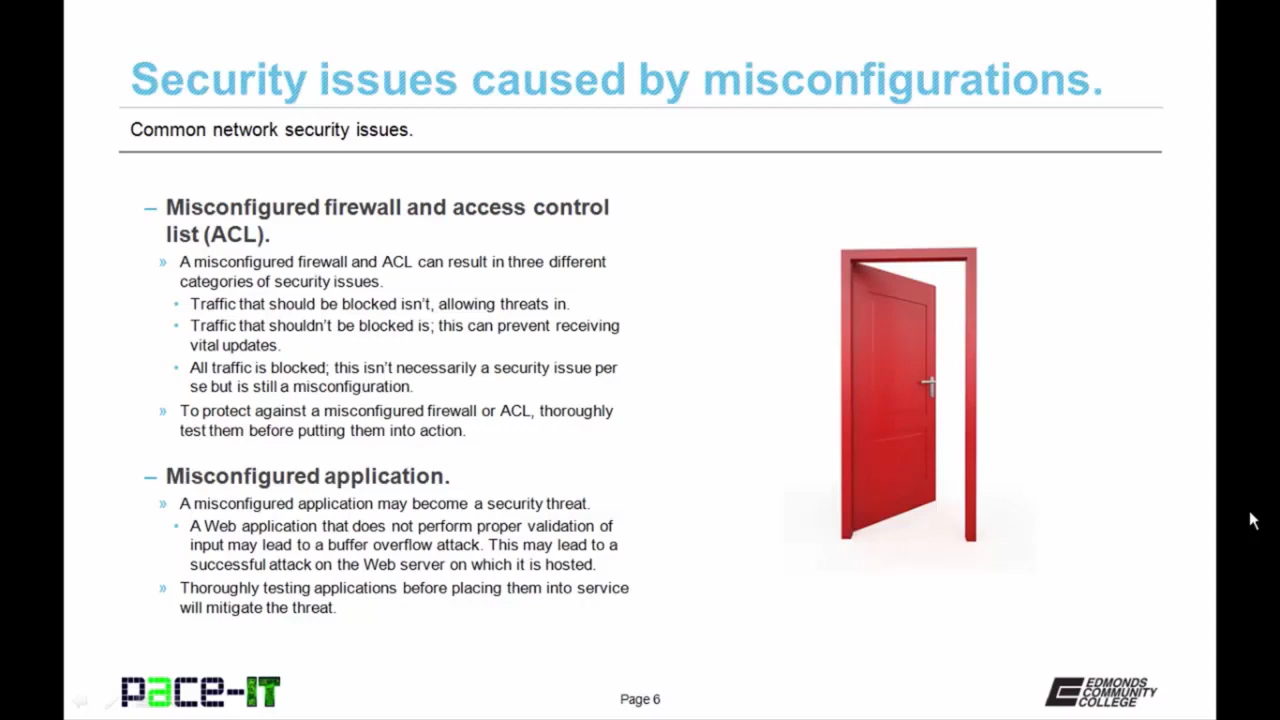 Security issues caused by misconfigurations.
Common network security issues.
– Misconfigured firewall and access control
list (ACL).
» A misconfigured firewall and ACL can result in three different
categories of security issues.
• Traffic that should be blocked isn't, allowing threats in.
• Traffic that shouldn't be blocked is; this can prevent receiving
vital updates.
• All traffic is blocked; this isn't necessarily a security issue per
se but is still a misconfiguration.
» To protect against a misconfigured firewall or ACL, thoroughly
test them before putting them into action.
– Misconfigured application.
» A misconfigured application may become a security threat.
• A Web application that does not perform proper validation of
input may lead to a buffer overflow attack. This may lead to a
successful attack on the Web server on which it is hosted.
» Thoroughly testing applications before placing them into service
will mitigate the threat.
pace-IT
Page 6
EDMONDS
COMMUNITY
COLLEGE